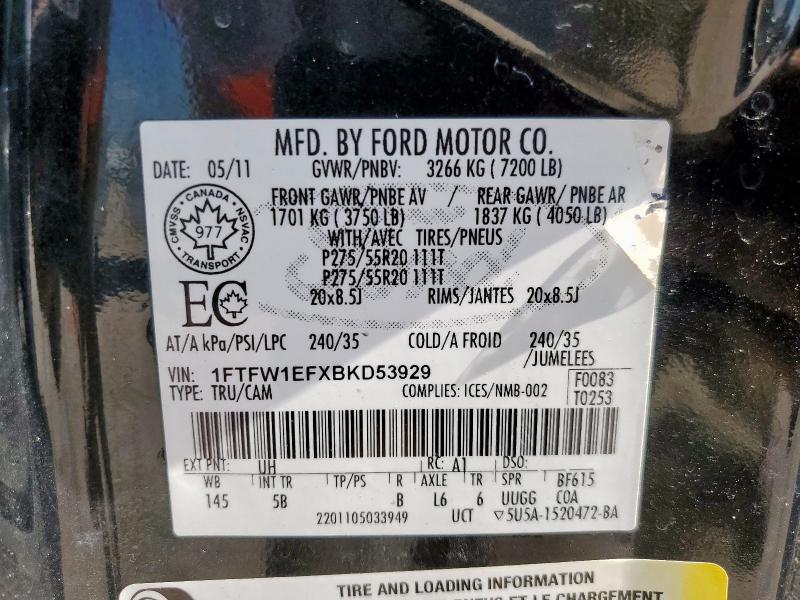 MFD. BY FORD MOTOR CO.
DATE: 05/11 GVWR/PNBV: 3266 KG ( 7200 LB)
FRONT GAWR/PNBE AV / REAR GAWR/ PNBE AR
1701 KG ( 3750 LB) 1837 KG ( 4050 LB)
WITH/AVEC TIRES/PNEUS
P275/55R20 111T
P275/55R20 111T
20x8.5J RIMS/JANTES 20x8.5J
CANADA
CMVSS 977 NSVAC
TRANSPORT
EC
AT/A kPa/PSI/LPC 240/35 COLD/A FROID 240/35
/JUMELEES
VIN: 1FTFW1EFXBKD53929
TYPE: TRU/CAM COMPLIES: ICES/NMB-002
F0083
T0253
EXT PNT: UH RC: A1 DSO:
WB INT TR TP/PS R AXLE TR SPR BF615
145 5B B L6 6 UUGG COA
2201105033949 UCT ▽5U5A-1520472-BA
TIRE AND LOADING INFORMATION
ET LE CHARGEMENT